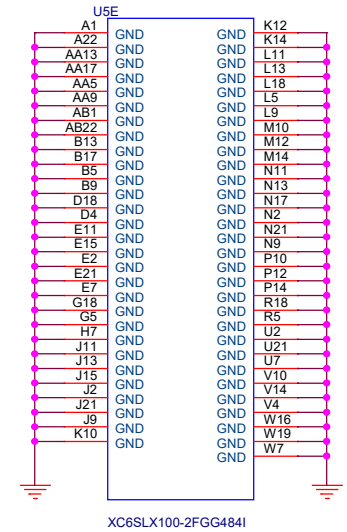 U5E
A1 GND GND K12
A22 GND GND K14
AA13 GND GND L11
AA17 GND GND L13
AA5 GND GND L18
AA9 GND GND L5
AB1 GND GND L9
AB22 GND GND M10
B13 GND GND M12
B17 GND GND M14
B5 GND GND N11
B9 GND GND N13
D18 GND GND N17
D4 GND GND N2
E11 GND GND N21
E15 GND GND N9
E2 GND GND P10
E21 GND GND P12
E7 GND GND P14
G18 GND GND R18
G5 GND GND R5
H7 GND GND U2
J11 GND GND U21
J13 GND GND U7
J15 GND GND V10
J2 GND GND V14
J21 GND GND V4
J9 GND GND W16
K10 GND GND W19
GND W7
XC6SLX100-2FGG484I